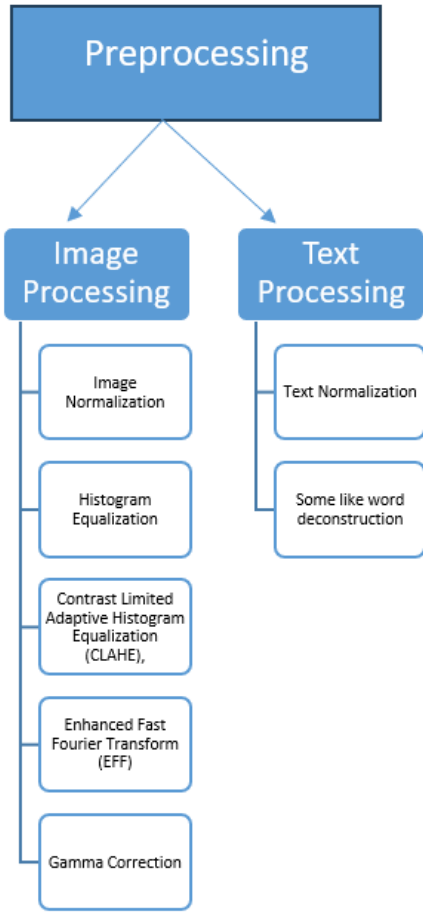 Preprocessing
Image
Processing
Image
Normalization
Histogram
Equalization
Contrast Limited
Adaptive Histogram
Equalization
(CLAHE),
Enhanced Fast
Fourier Transform
(EFF)
Gamma Correction
Text
Processing
Text Normalization
Some like word
deconstruction